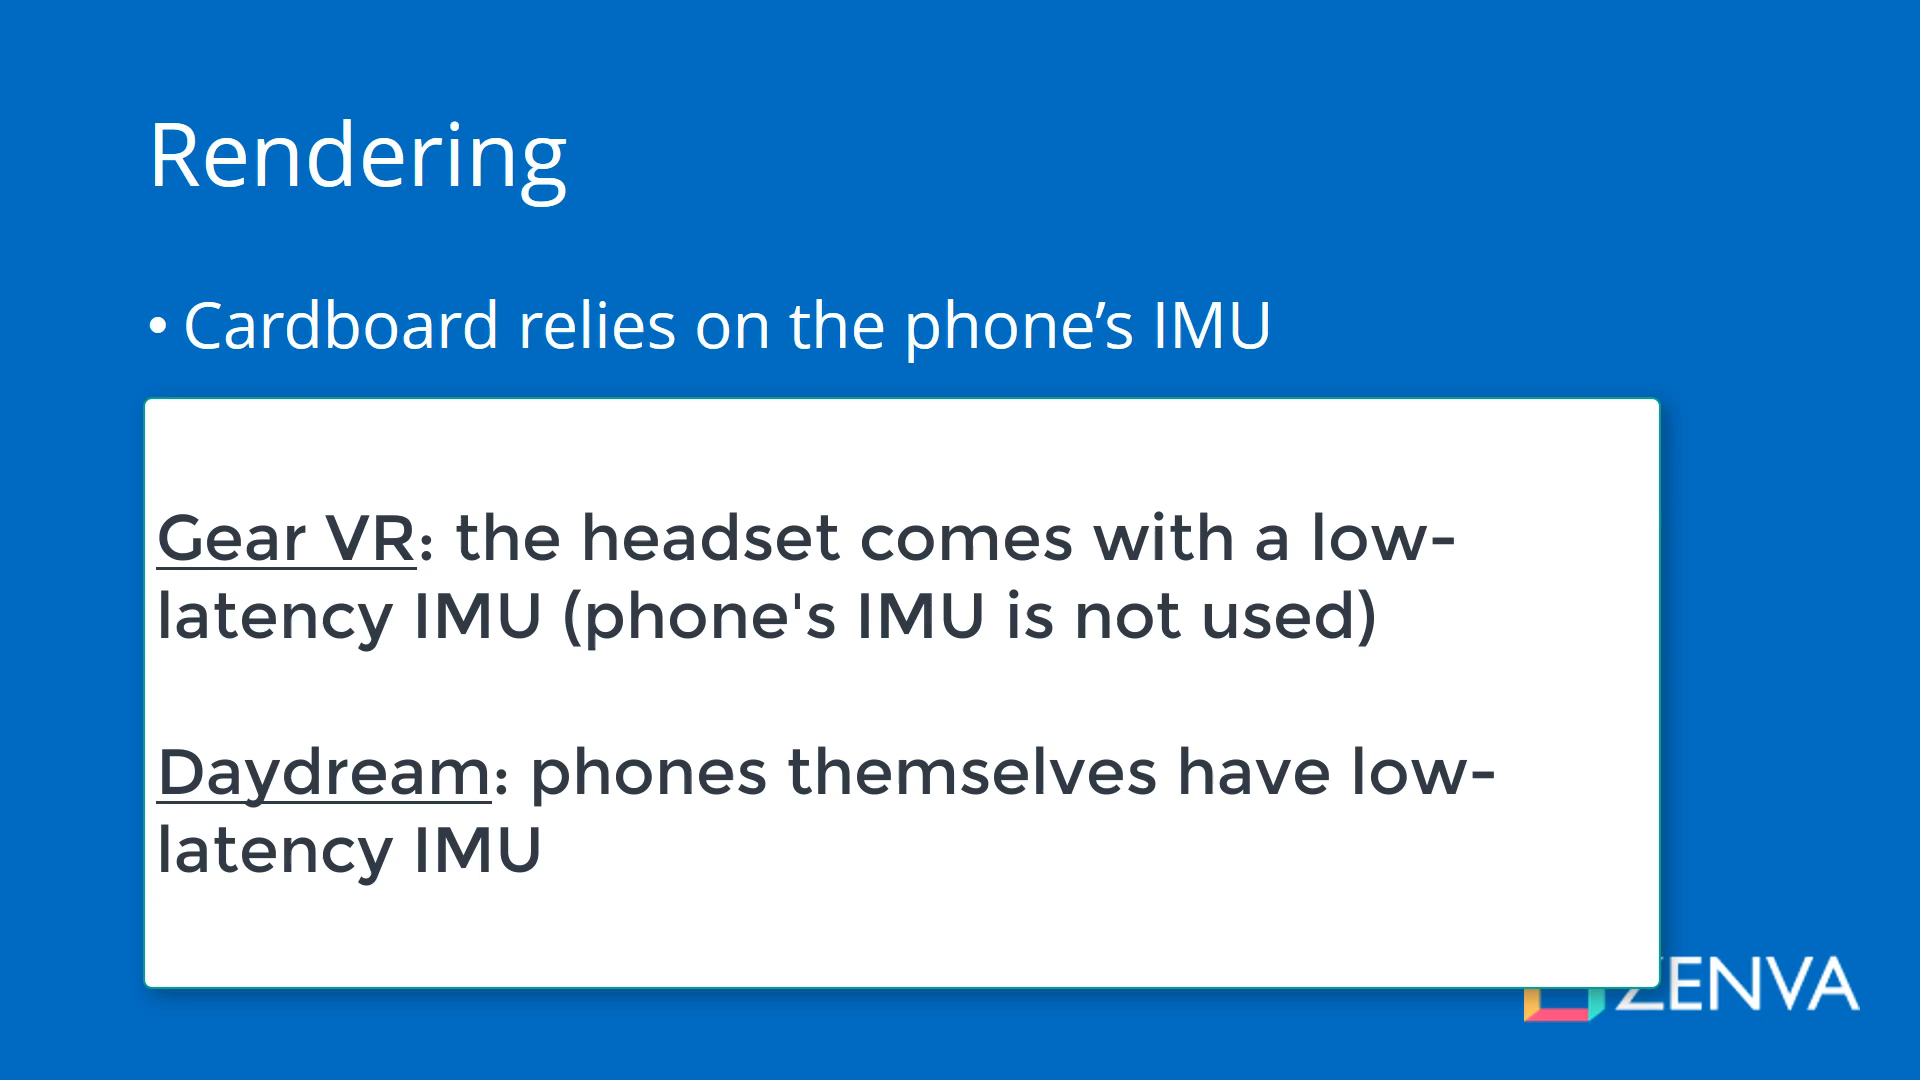 Rendering
• Cardboard relies on the phone’s IMU
Gear VR: the headset comes with a low-
latency IMU (phone's IMU is not used)
Daydream: phones themselves have low-
latency IMU
ZENVA